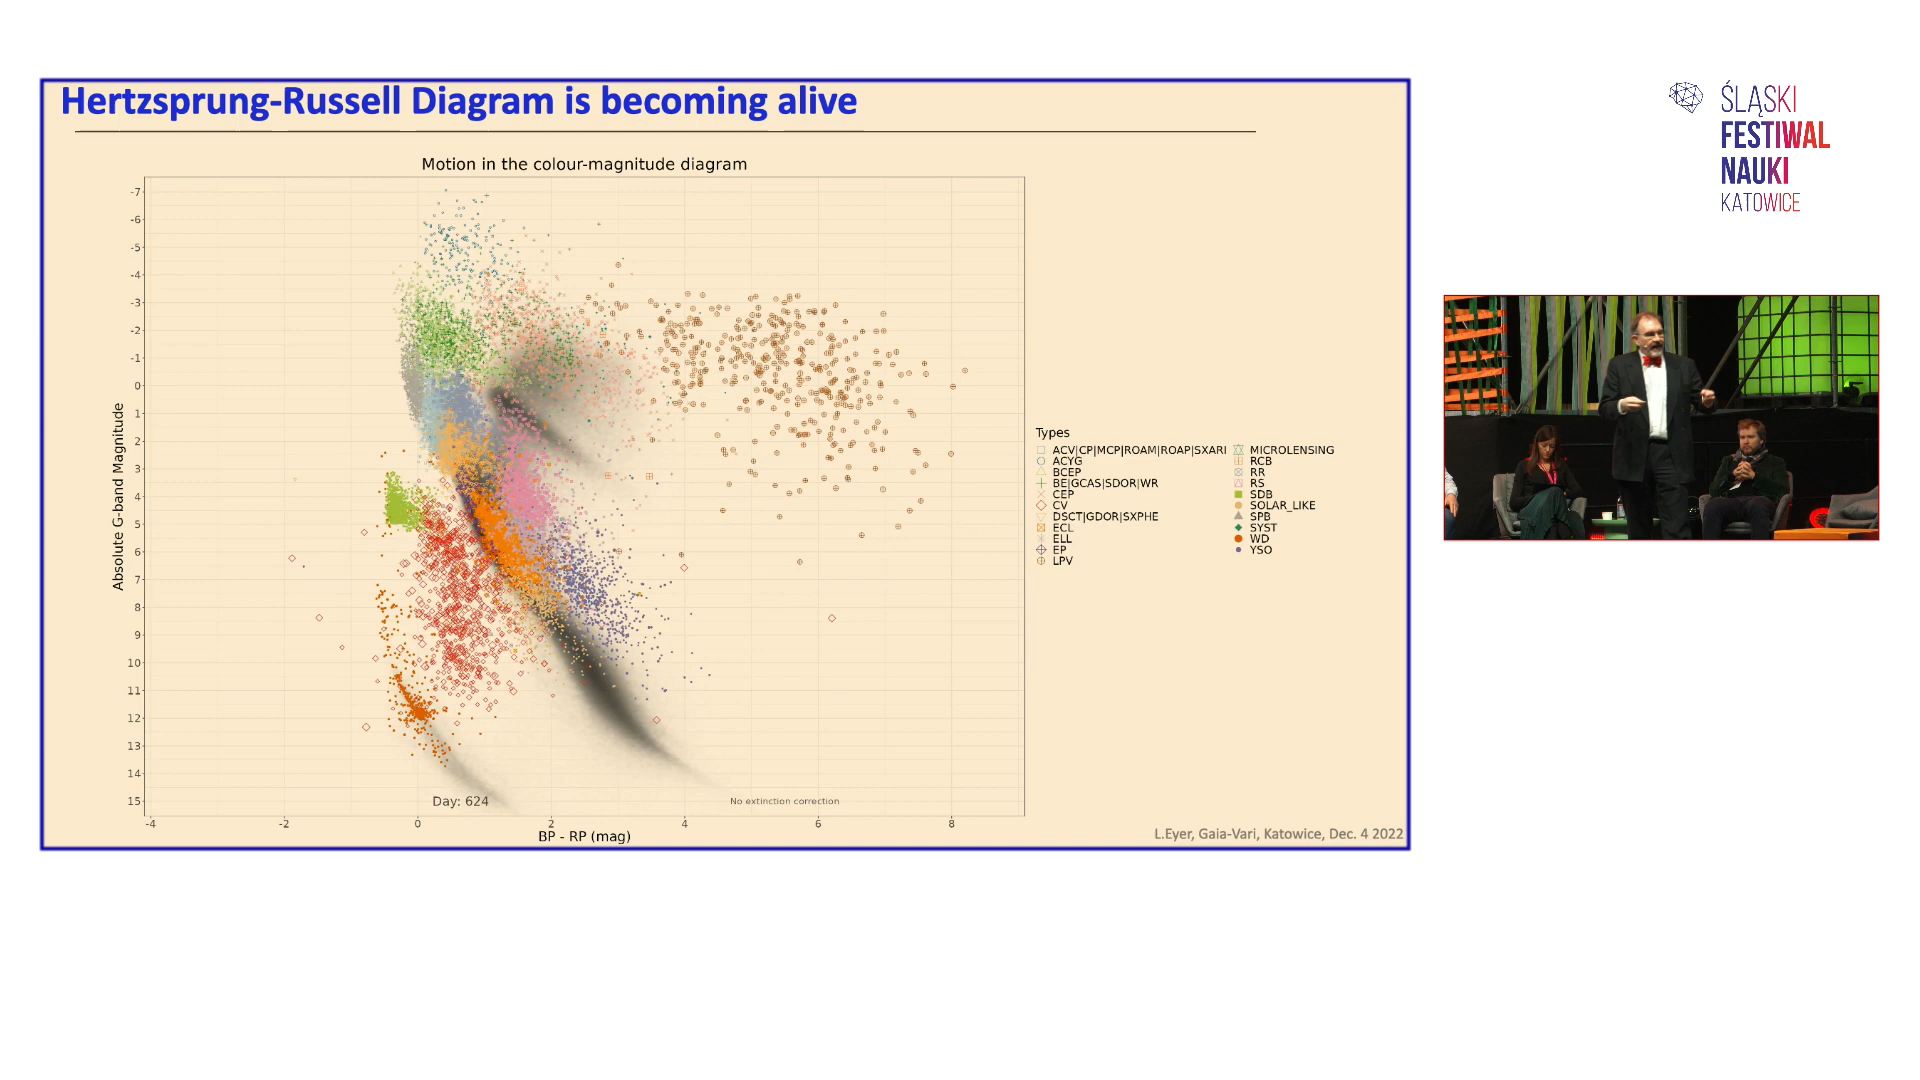 Hertzsprung-Russell Diagram is becoming alive
Motion in the colour-magnitude diagram
Absolute G-band Magnitude
-7
-6
-5
-4
-3
-2
-1
0
1
2
3
4
5
6
7
8
9
10
11
12
13
14
15
Day: 624
No extinction correction
-4 -2 0 2 4 6 8
BP - RP (mag)
Types
ACV|CP|MCP|ROAM|ROAP|SXARI
ACYG
BCEP
BE|GCAS|SDOR|WR
CEP
CV
DSCT|GDOR|SXPHE
ECL
ELL
EP
LPV
MICROLENSING
RCB
RR
RS
SDB
SOLAR_LIKE
SPB
SYST
WD
YSO
L.Eyer, Gaia-Vari, Katowice, Dec. 4 2022
ŚLĄSKI
FESTIWAL
NAUKI
KATOWICE